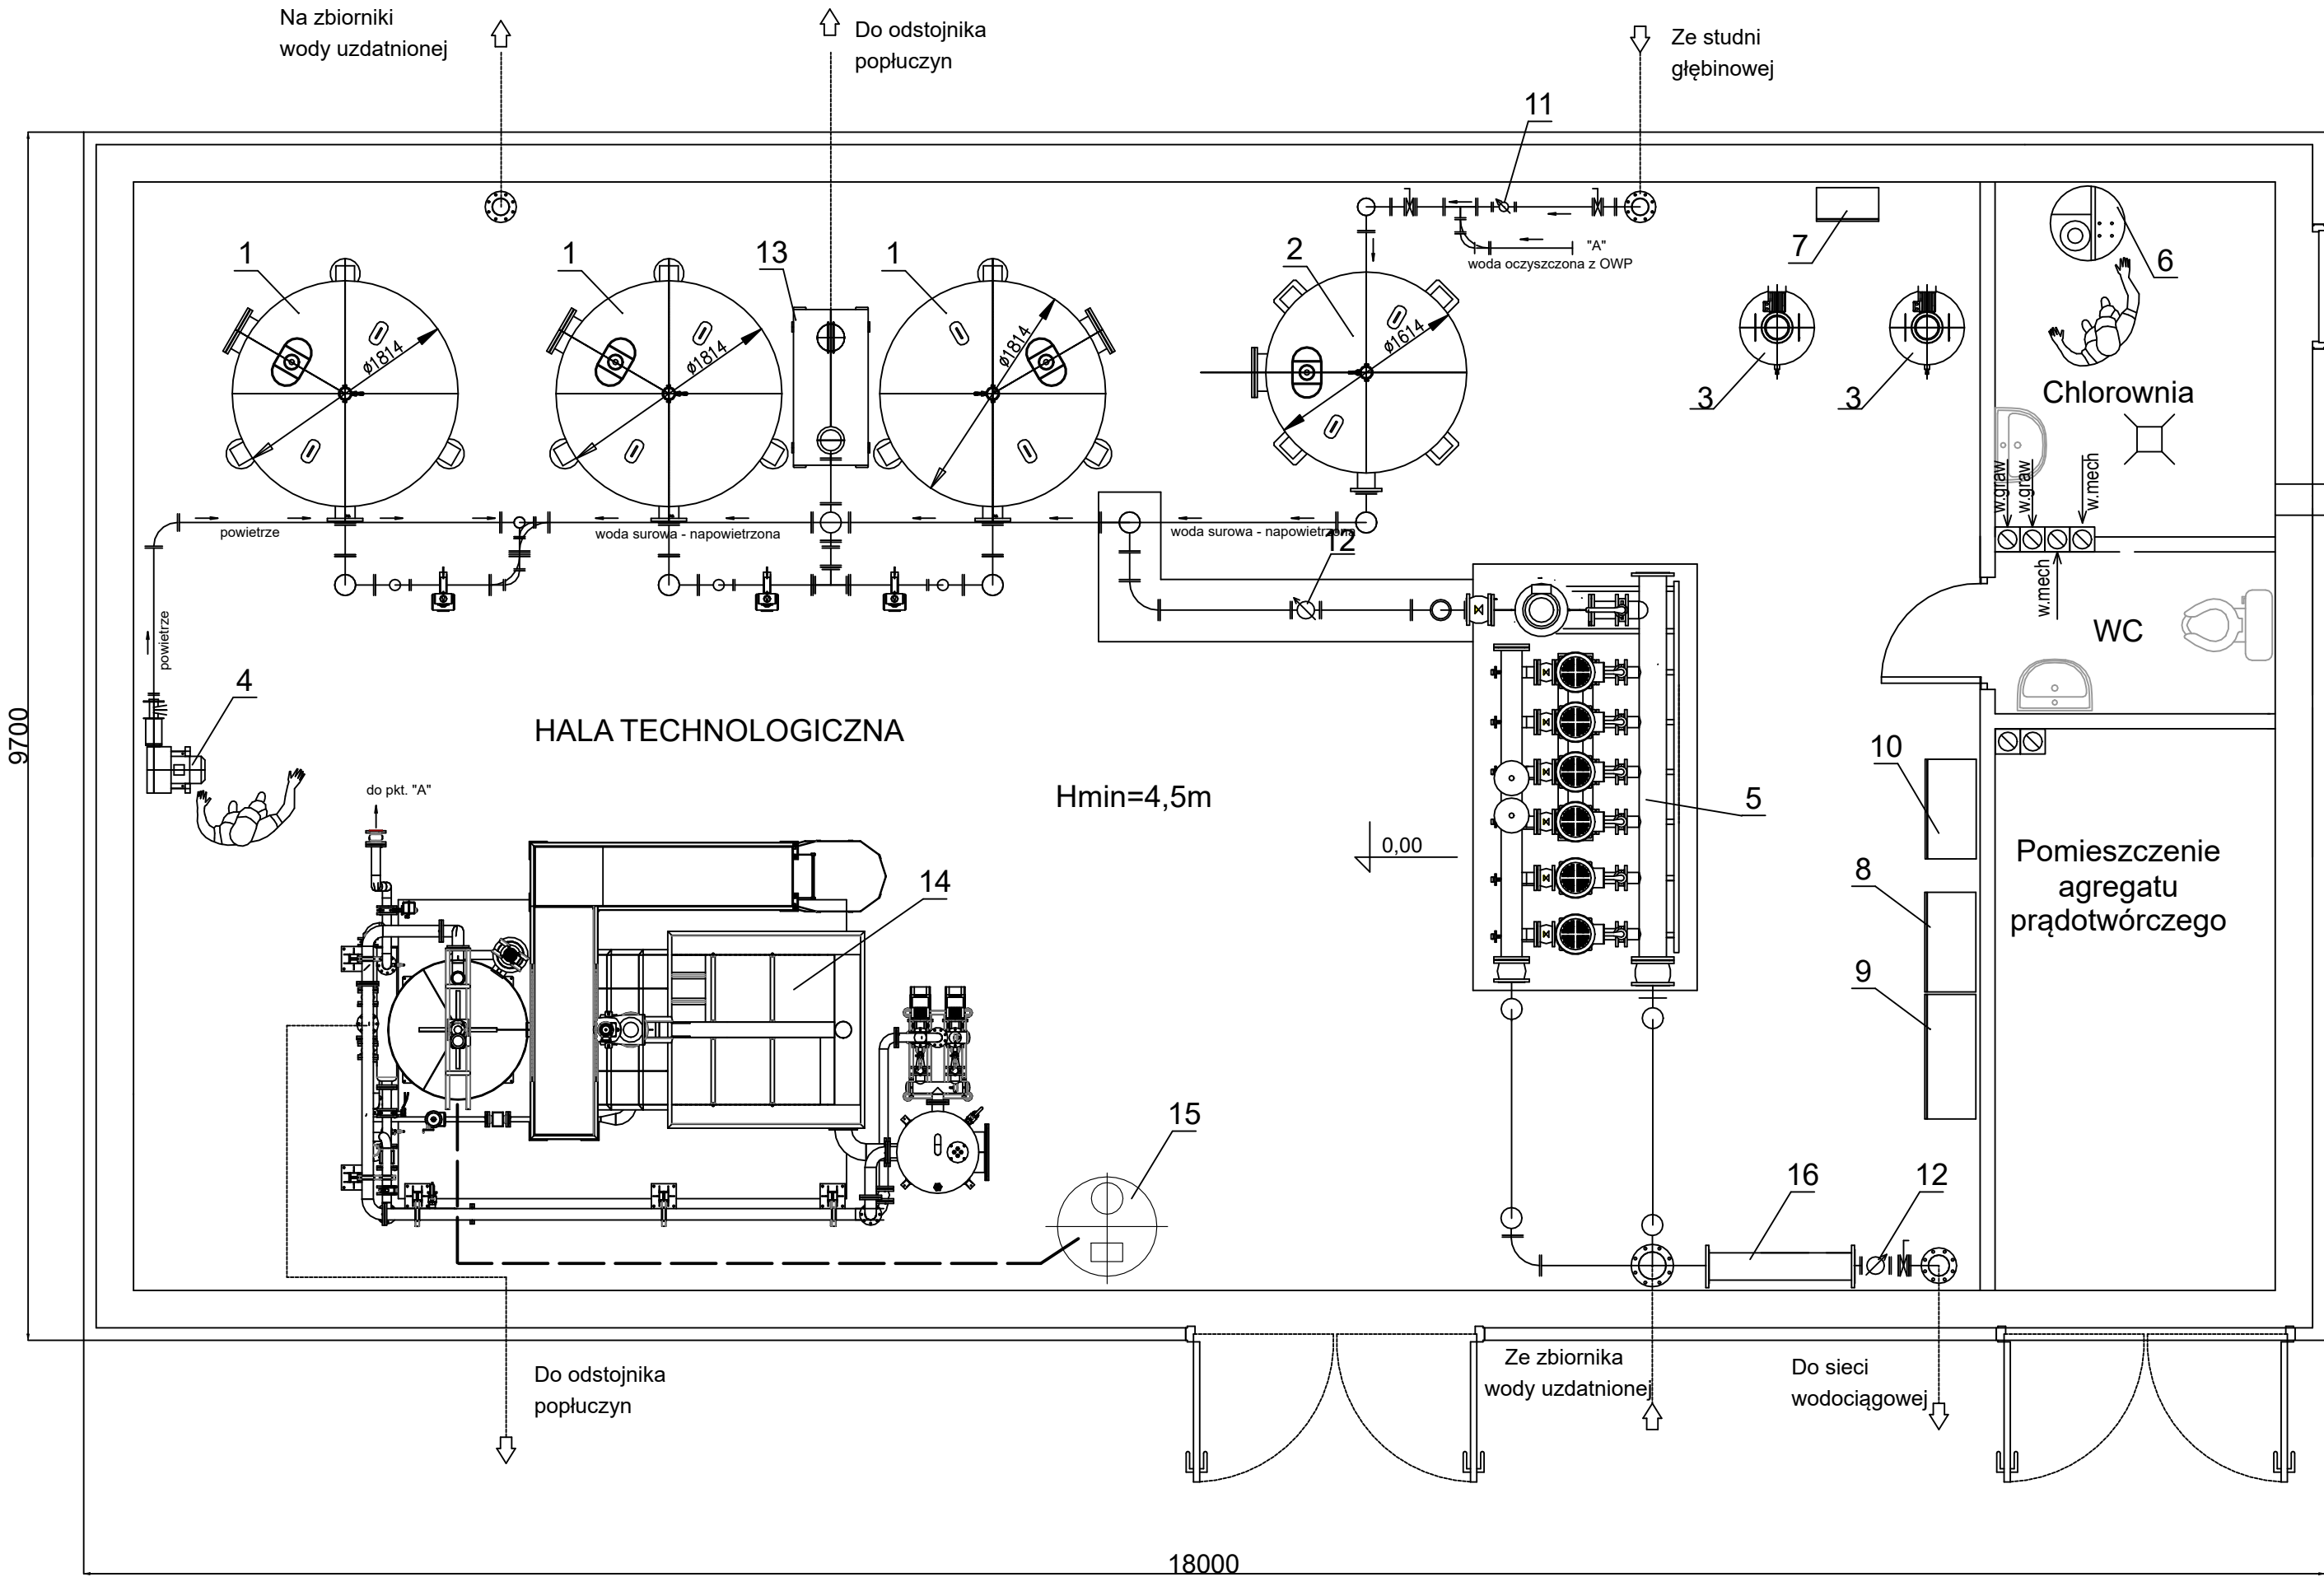 Na zbiorniki
wody uzdatnionej
Do odstojnika
popłuczyn
Ze studni
głębinowej
11
1
1
13
1
2
7
6
"A"
woda oczyszczona z OWP
ø1814
ø1814
ø1814
ø1614
3
3
Chlorownia
w.graw
w.graw
w.mech
powietrze
woda surowa - napowietrzona
woda surowa - napowietrzona
12
w.mech
WC
powietrze
4
HALA TECHNOLOGICZNA
9700
10
do pkt. "A"
Hmin=4,5m
5
0,00
Pomieszczenie
agregatu
prądotwórczego
14
8
9
15
16
12
Do odstojnika
popłuczyn
Ze zbiornika
wody uzdatnionej
Do sieci
wodociągowej
18000